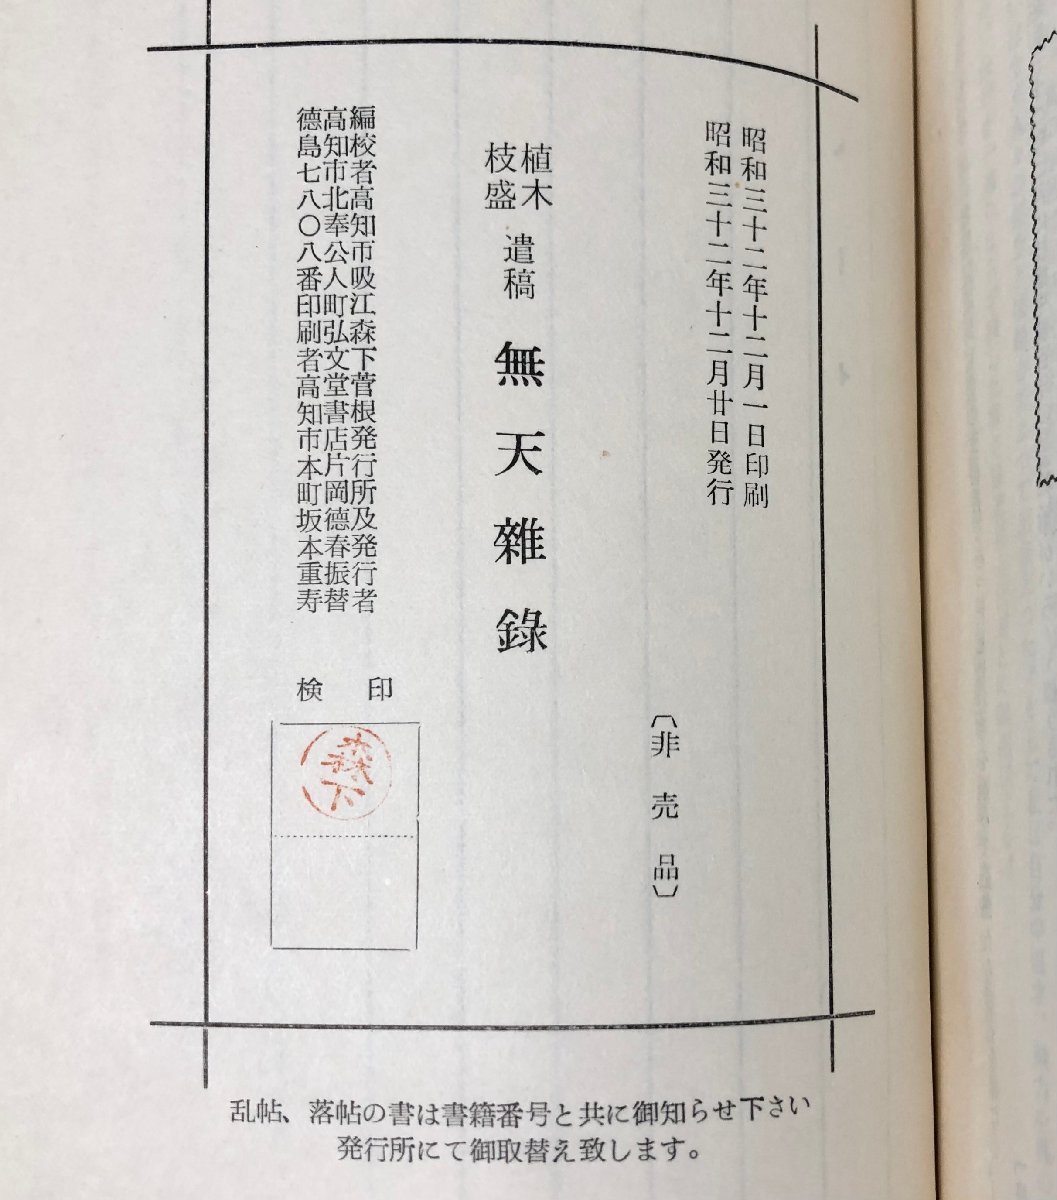 昭和三十二年十二月一日印刷
昭和三十二年十二月廿日発行
〔非売品〕
植木
枝盛
遺稿
無天雑錄
編校者高知市吸江森下菅根発行所及発行者
高知市北奉公人町弘文堂書店片岡徳春振替
徳島七八〇八番印刷者高知市本町坂本重寿
検印
森下
乱帖、落帖の書は書籍番号と共に御知らせ下さい
発行所にて御取替え致します。